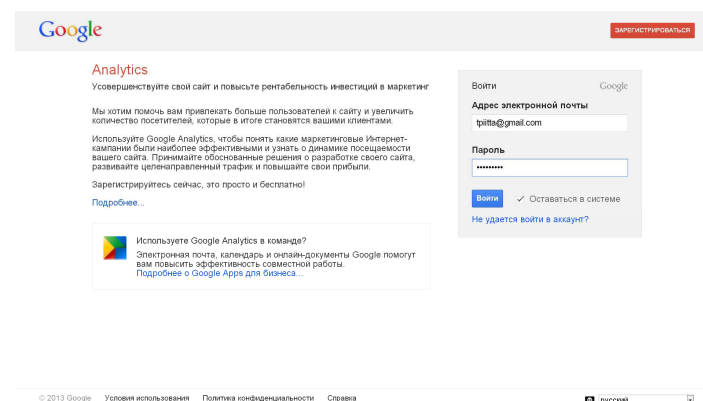 Google
ЗАРЕГИСТРИРОВАТЬСЯ
Analytics
Усовершенствуйте свой сайт и повысьте рентабельность инвестиций в маркетинг
Мы хотим помочь вам привлекать больше пользователей к сайту и увеличить
количество посетителей, которые в итоге становятся вашими клиентами.
Используйте Google Analytics, чтобы понять какие маркетинговые Интернет-
кампании были наиболее эффективными и узнать о динамике посещаемости
вашего сайта. Принимайте обоснованные решения о разработке своего сайта,
развивайте целенаправленный трафик и повышайте свои прибыли.
Зарегистрируйтесь сейчас, это просто и бесплатно!
Подробнее...
Используете Google Analytics в команде?
Электронная почта, календарь и онлайн-документы Google помогут
вам повысить эффективность совместной работы.
Подробнее о Google Apps для бизнеса...
Войти Google
Адрес электронной почты
tpiitta@gmail.com
Пароль
•••••••••
Войти Оставаться в системе
Не удается войти в аккаунт?
© 2013 Google Условия использования Политика конфиденциальности Справка
русский